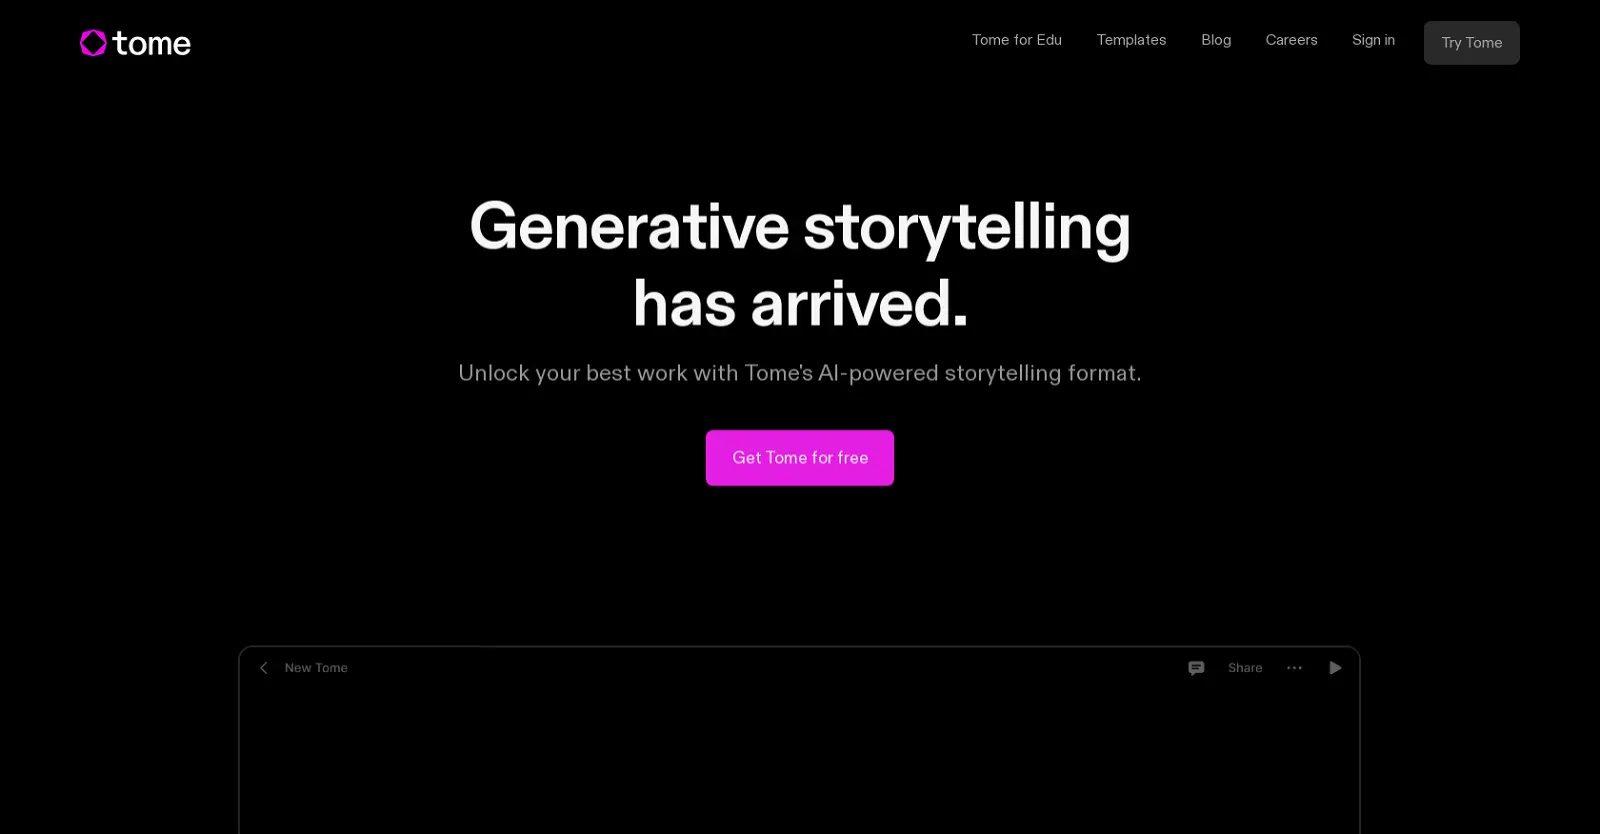 tome
Tome for Edu
Templates
Blog
Careers
Sign in
Try Tome
Generative storytelling
has arrived.
Unlock your best work with Tome's AI-powered storytelling format.
Get Tome for free
New Tome
Share